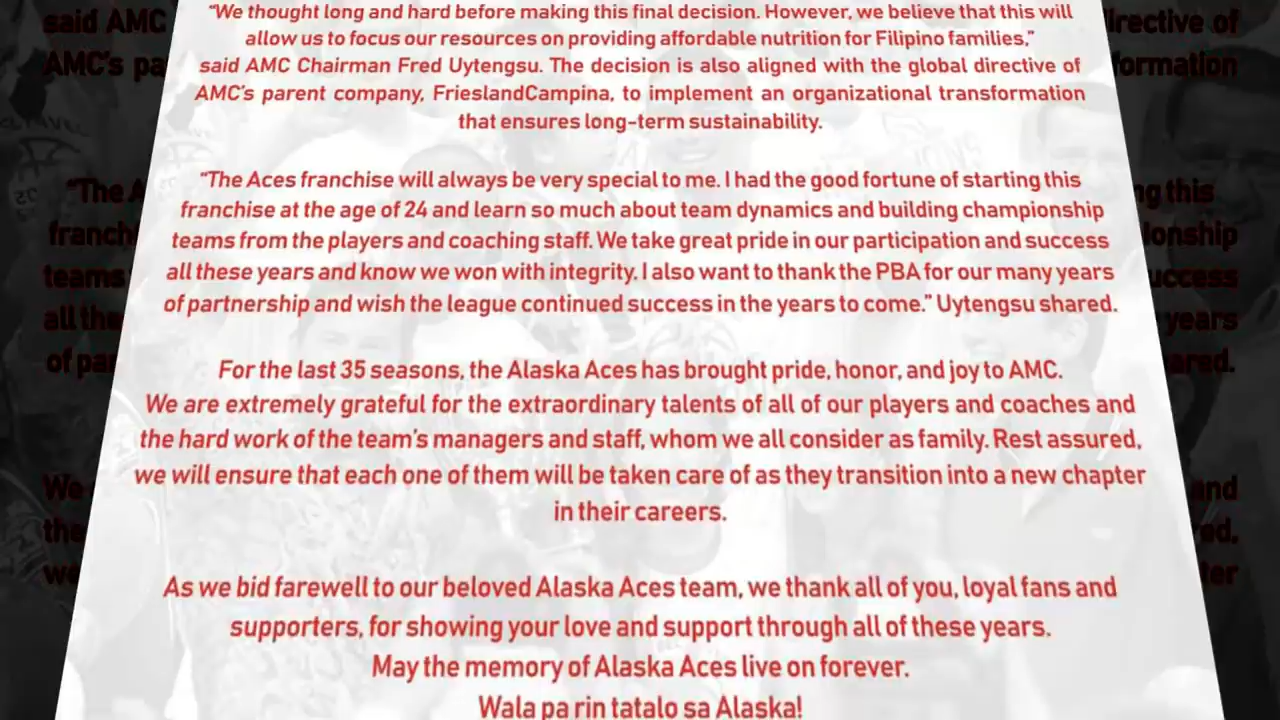 "We thought long and hard before making this final decision. However, we believe that this will
allow us to focus our resources on providing affordable nutrition for Filipino families,"
said AMC Chairman Fred Uytengsu. The decision is also aligned with the global directive of
AMC's parent company, FrieslandCampina, to implement an organizational transformation
that ensures long-term sustainability.
"The Aces franchise will always be very special to me. I had the good fortune of starting this
franchise at the age of 24 and learn so much about team dynamics and building championship
teams from the players and coaching staff. We take great pride in our participation and success
all these years and know we won with integrity. I also want to thank the PBA for our many years
of partnership and wish the league continued success in the years to come." Uytengsu shared.
For the last 35 seasons, the Alaska Aces has brought pride, honor, and joy to AMC.
We are extremely grateful for the extraordinary talents of all of our players and coaches and
the hard work of the team's managers and staff, whom we all consider as family. Rest assured,
we will ensure that each one of them will be taken care of as they transition into a new chapter
in their careers.
As we bid farewell to our beloved Alaska Aces team, we thank all of you, loyal fans and
supporters, for showing your love and support through all of these years.
May the memory of Alaska Aces live on forever.
Wala pa rin tatalo sa Alaska!